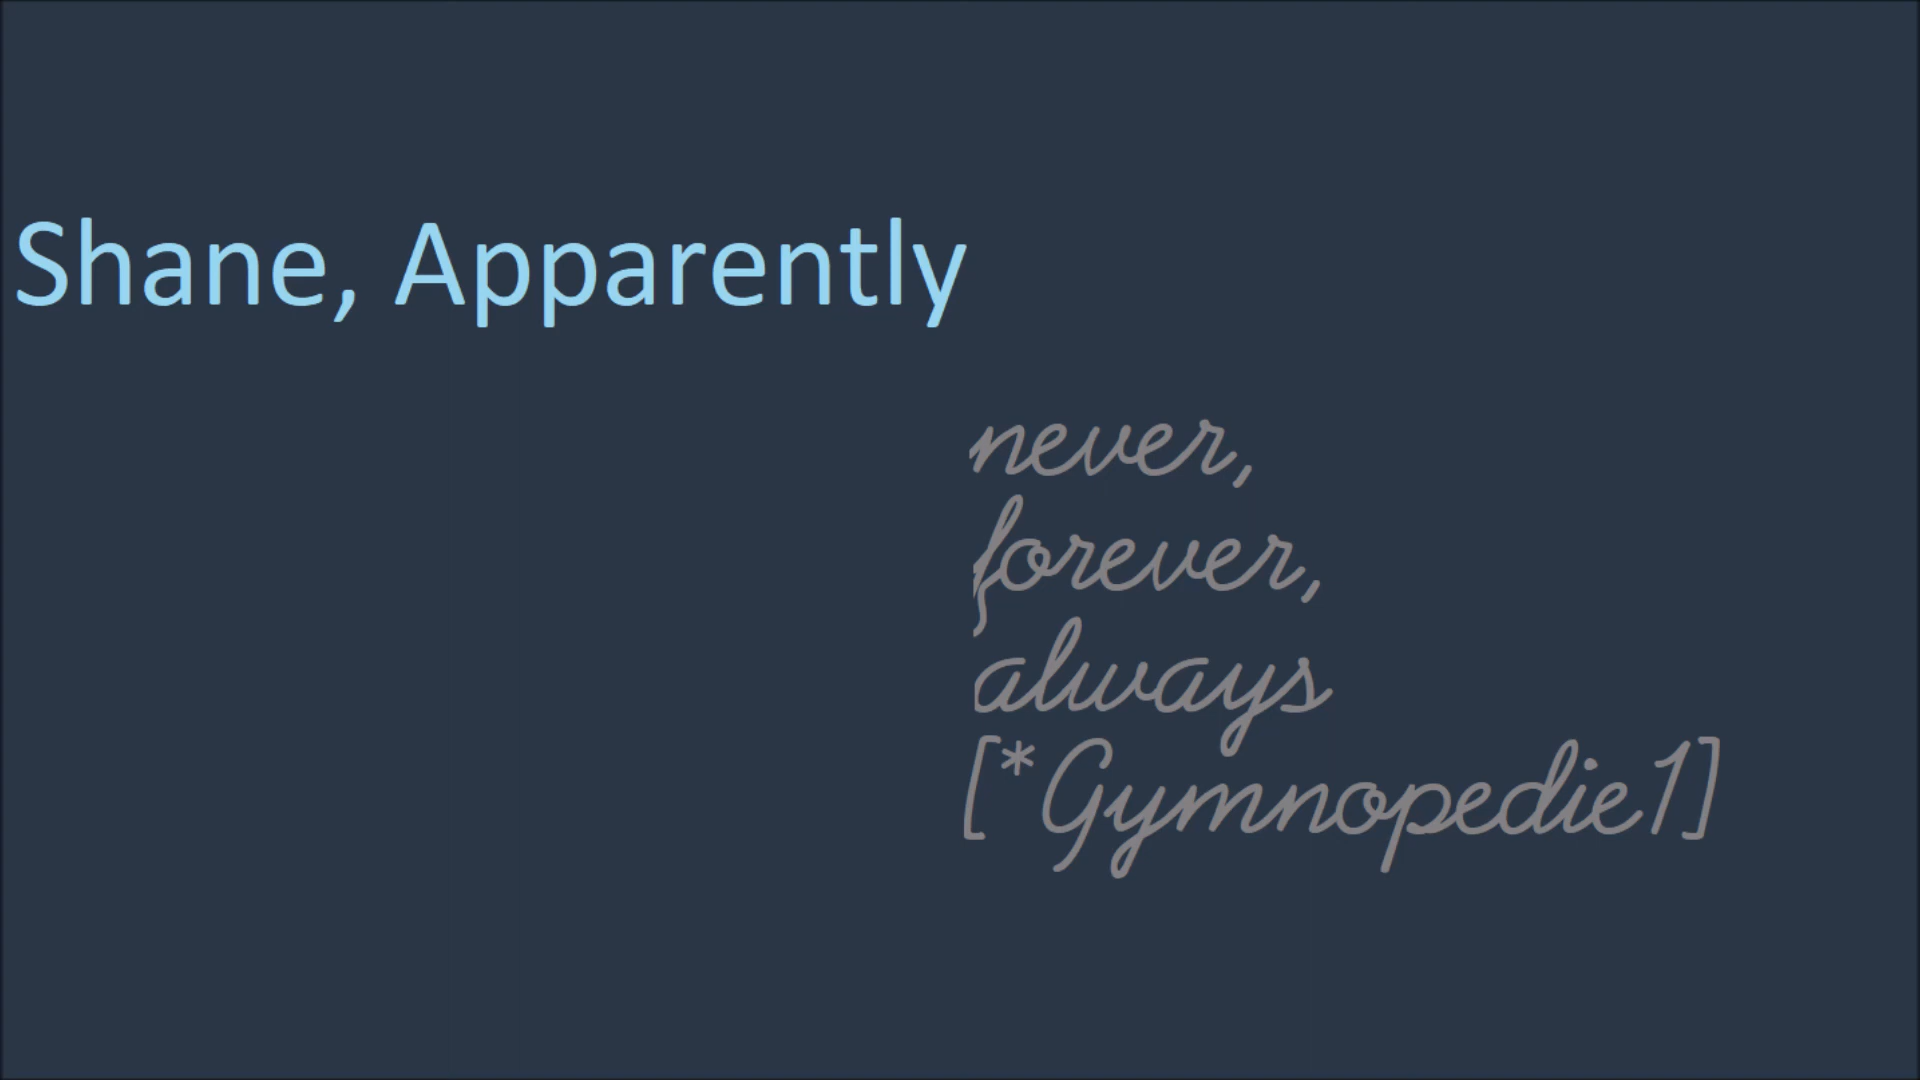 Shane, Apparently
never,
forever,
always
[*Gymnopedie1]